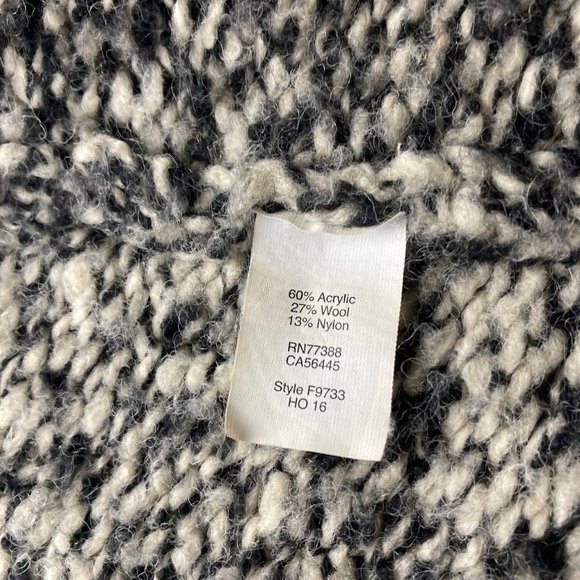 60% Acrylic
27% Wool
13% Nylon
RN77388
CA56445
Style F9733
HO 16